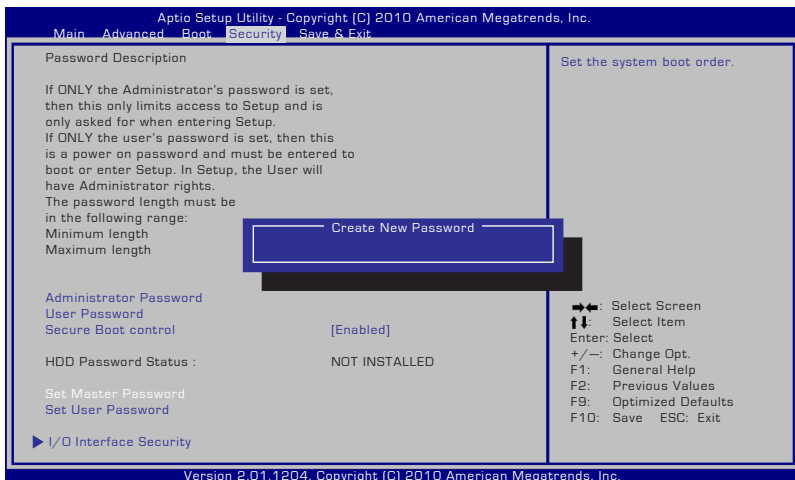 Aptio Setup Utility - Copyright (C) 2010 American Megatrends, Inc.
Main Advanced Boot Security Save & Exit
Password Description
If ONLY the Administrator's password is set,
then this only limits access to Setup and is
only asked for when entering Setup.
If ONLY the user's password is set, then this
is a power on password and must be entered to
boot or enter Setup. In Setup, the User will
have Administrator rights.
The password length must be
in the following range:
Minimum length
Maximum length
Create New Password
Administrator Password
User Password
Secure Boot control [Enabled]
HDD Password Status : NOT INSTALLED
Set Master Password
Set User Password
I/O Interface Security
Set the system boot order.
→←: Select Screen
↑↓: Select Item
Enter: Select
+/—: Change Opt.
F1: General Help
F2: Previous Values
F9: Optimized Defaults
F10: Save ESC: Exit
Version 2.01.1204. Copyright (C) 2010 American Megatrends, Inc.